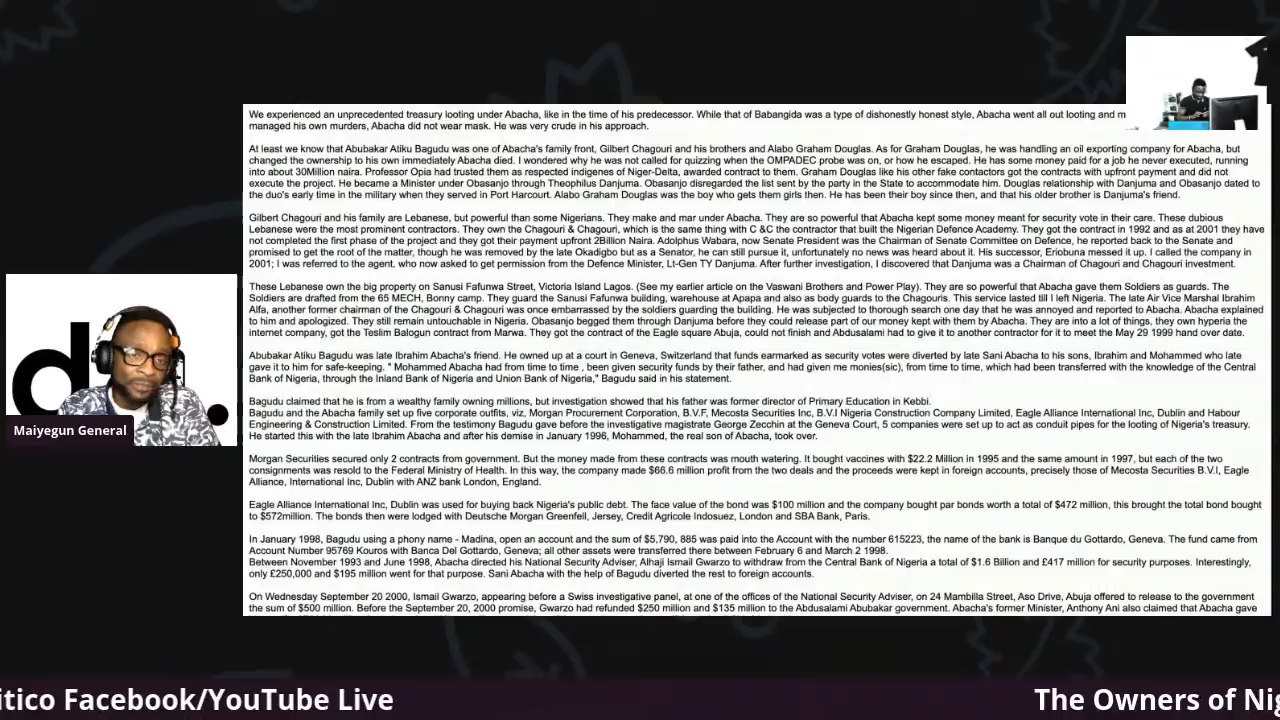 We experienced an unprecedented treasury looting under Abacha, like in the time of his predecessor. While that of Babangida was a type of dishonestly honest style, Abacha went all out looting and m
managed his own murders, Abacha did not wear mask. He was very crude in his approach.
At least we know that Abubakar Atiku Bagudu was one of Abacha's family front, Gilbert Chagouri and his brothers and Alabo Graham Douglas. As for Graham Douglas, he was handling an oil exporting company for Abacha, but
changed the ownership to his own immediately Abacha died. I wondered why he was not called for quizzing when the OMPADEC probe was on, or how he escaped. He has some money paid for a job he never executed, running
into about 30Million naira. Professor Opia had trusted them as respected indigenes of Niger-Delta, awarded contract to them. Graham Douglas like his other fake contactors got the contracts with upfront payment and did not
execute the project. He became a Minister under Obasanjo through Theophilus Danjuma. Obasanjo disregarded the list sent by the party in the State to accommodate him. Douglas relationship with Danjuma and Obasanjo dated to
the duo's early time in the military when they served in Port Harcourt. Alabo Graham Douglas was the boy who gets them girls then. He has been their boy since then, and that his older brother is Danjuma's friend.
Gilbert Chagouri and his family are Lebanese, but powerful than some Nigerians. They make and mar under Abacha. They are so powerful that Abacha kept some money meant for security vote in their care. These dubious
Lebanese were the most prominent contractors. They own the Chagouri & Chagouri, which is the same thing with C &C the contractor that built the Nigerian Defence Academy. They got the contract in 1992 and as at 2001 they have
not completed the first phase of the project and they got their payment upfront 2Billion Naira. Adolphus Wabara, now Senate President was the Chairman of Senate Committee on Defence, he reported back to the Senate and
promised to get the root of the matter, though he was removed by the late Okadigbo but as a Senator, he can still pursue it, unfortunately no news was heard about it. His successor, Eriobuna messed it up. I called the company in
2001; I was referred to the agent, who now asked to get permission from the Defence Minister, Lt-Gen TY Danjuma. After further investigation, I discovered that Danjuma was a Chairman of Chagouri and Chagouri investment.
These Lebanese own the big property on Sanusi Fafunwa Street, Victoria Island Lagos. (See my earlier article on the Vaswani Brothers and Power Play). They are so powerful that Abacha gave them Soldiers as guards. The
Soldiers are drafted from the 65 MECH, Bonny camp. They guard the Sanusi Fafunwa building, warehouse at Apapa and also as body guards to the Chagouris. This service lasted till I left Nigeria. The late Air Vice Marshal Ibrahim
Alfa, another former chairman of the Chagouri & Chagouri was once embarrassed by the soldiers guarding the building. He was subjected to thorough search one day that he was annoyed and reported to Abacha. Abacha explained
to him and apologized. They still remain untouchable in Nigeria. Obasanjo begged them through Danjuma before they could release part of our money kept with them by Abacha. They are into a lot of things, they own hyperia the
internet company, got the Teslim Balogun contract from Marwa. They got the contract of the Eagle square Abuja, could not finish and Abdusalami had to give it to another contractor for it to meet the May 29 1999 hand over date.
Abubakar Atiku Bagudu was late Ibrahim Abacha's friend. He owned up at a court in Geneva, Switzerland that funds earmarked as security votes were diverted by late Sani Abacha to his sons, Ibrahim and Mohammed who late
gave it to him for safe-keeping. " Mohammed Abacha had from time to time , been given security funds by their father, and had given me monies(sic), from time to time, which had been transferred with the knowledge of the Central
Bank of Nigeria, through the Inland Bank of Nigeria and Union Bank of Nigeria," Bagudu said in his statement.
Bagudu claimed that he is from a wealthy family owning millions, but investigation showed that his father was former director of Primary Education in Kebbi.
Bagudu and the Abacha family set up five corporate outfits, viz, Morgan Procurement Corporation, B.V.F, Mecosta Securities Inc, B.V.I Nigeria Construction Company Limited, Eagle Alliance International Inc, Dublin and Habour
Engineering & Construction Limited. From the testimony Bagudu gave before the investigative magistrate George Zecchin at the Geneva Court, 5 companies were set up to act as conduit pipes for the looting of Nigeria's treasury.
He started this with the late Ibrahim Abacha and after his demise in January 1996, Mohammed, the real son of Abacha, took over.
Morgan Securities secured only 2 contracts from government. But the money made from these contracts was mouth watering. It bought vaccines with $22.2 Million in 1995 and the same amount in 1997, but each of the two
consignments was resold to the Federal Ministry of Health. In this way, the company made $66.6 million profit from the two deals and the proceeds were kept in foreign accounts, precisely those of Mecosta Securities B.V.I, Eagle
Alliance, International Inc, Dublin with ANZ bank London, England.
Eagle Alliance International Inc, Dublin was used for buying back Nigeria's public debt. The face value of the bond was $100 million and the company bought par bonds worth a total of $472 million, this brought the total bond bought
to $572million. The bonds then were lodged with Deutsche Morgan Greenfell, Jersey, Credit Agricole Indosuez, London and SBA Bank, Paris.
In January 1998, Bagudu using a phony name - Madina, open an account and the sum of $5,790, 885 was paid into the Account with the number 615223, the name of the bank is Banque du Gottardo, Geneva. The fund came from
Account Number 95769 Kouros with Banca Del Gottardo, Geneva; all other assets were transferred there between February 6 and March 2 1998.
Between November 1993 and June 1998, Abacha directed his National Security Adviser, Alhaji Ismail Gwarzo to withdraw from the Central Bank of Nigeria a total of $1.6 Billion and £417 million for security purposes. Interestingly,
only £250,000 and $195 million went for that purpose. Sani Abacha with the help of Bagudu diverted the rest to foreign accounts.
On Wednesday September 20 2000, Ismail Gwarzo, appearing before a Swiss investigative panel, at one of the offices of the National Security Adviser, on 24 Mambilla Street, Aso Drive, Abuja offered to release to the government
the sum of $500 million. Before the September 20, 2000 promise, Gwarzo had refunded $250 million and $135 million to the Abdusalami Abubakar government. Abacha's former Minister, Anthony Ani also claimed that Abacha gave
Maiyegun General
itico Facebook/YouTube Live
The Owners of Nig